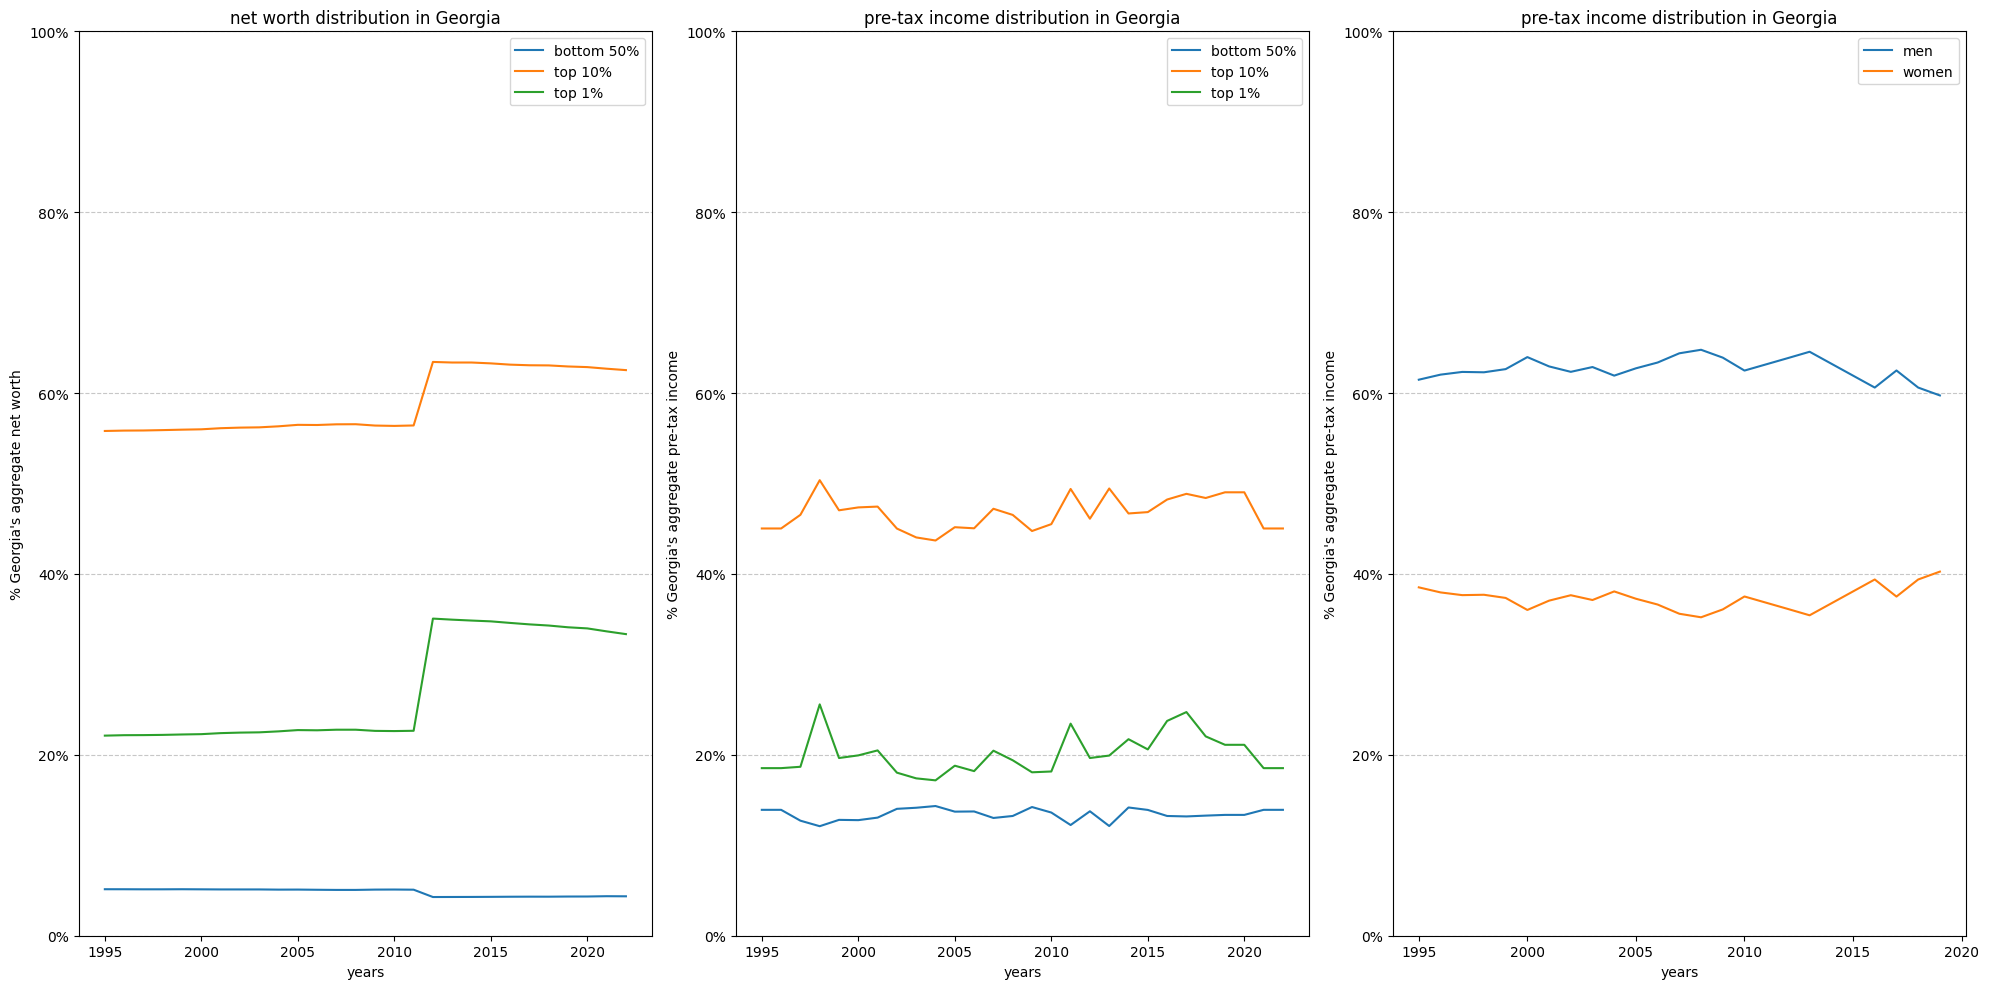 net worth distribution in Georgia
% Georgia's aggregate net worth
100%
80%
60%
40%
20%
0%
1995 2000 2005 2010 2015 2020
years
bottom 50%
top 10%
top 1%
pre-tax income distribution in Georgia
% Georgia's aggregate pre-tax income
100%
80%
60%
40%
20%
0%
1995 2000 2005 2010 2015 2020
years
bottom 50%
top 10%
top 1%
pre-tax income distribution in Georgia
% Georgia's aggregate pre-tax income
100%
80%
60%
40%
20%
0%
1995 2000 2005 2010 2015 2020
years
men
women